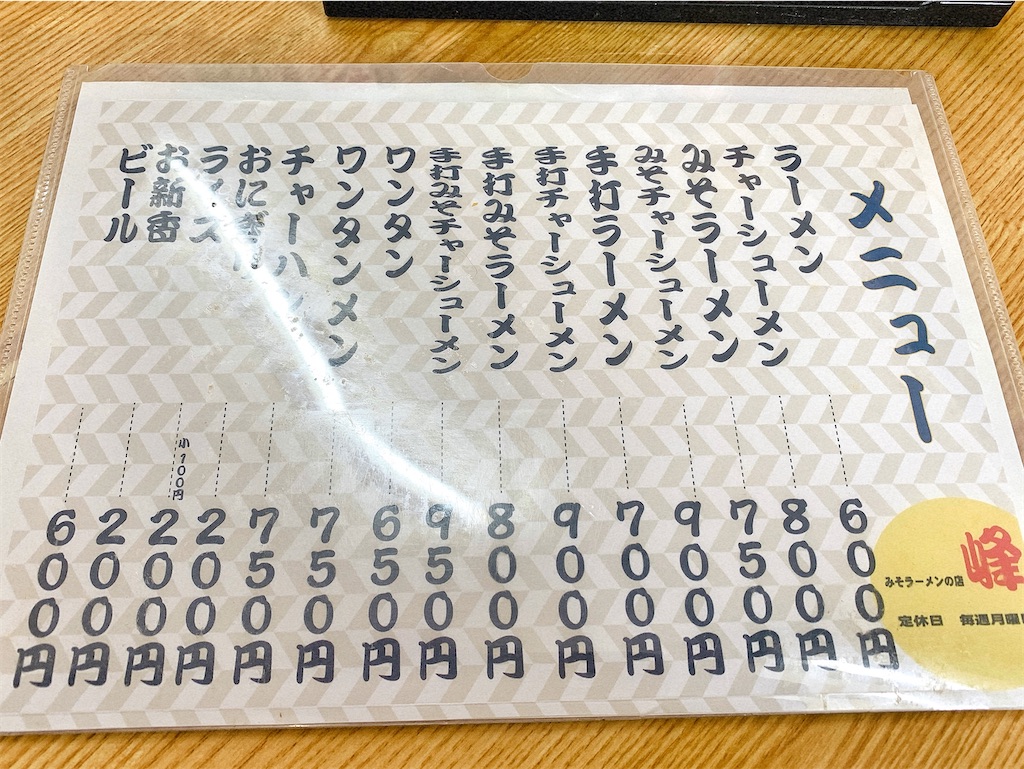 メニュー
ラーメン 600円
チャーシューメン 800円
みそラーメン 750円
みそチャーシューメン 900円
手打ラーメン 700円
手打チャーシューメン 900円
手打みそラーメン 800円
手打みそチャーシューメン 950円
ワンタン 650円
ワンタンメン 750円
チャーハン 750円
おにぎり 200円
ライス 小100円 200円
お新香 200円
ビール 600円
みそラーメンの店 峰
定休日 毎週月曜日